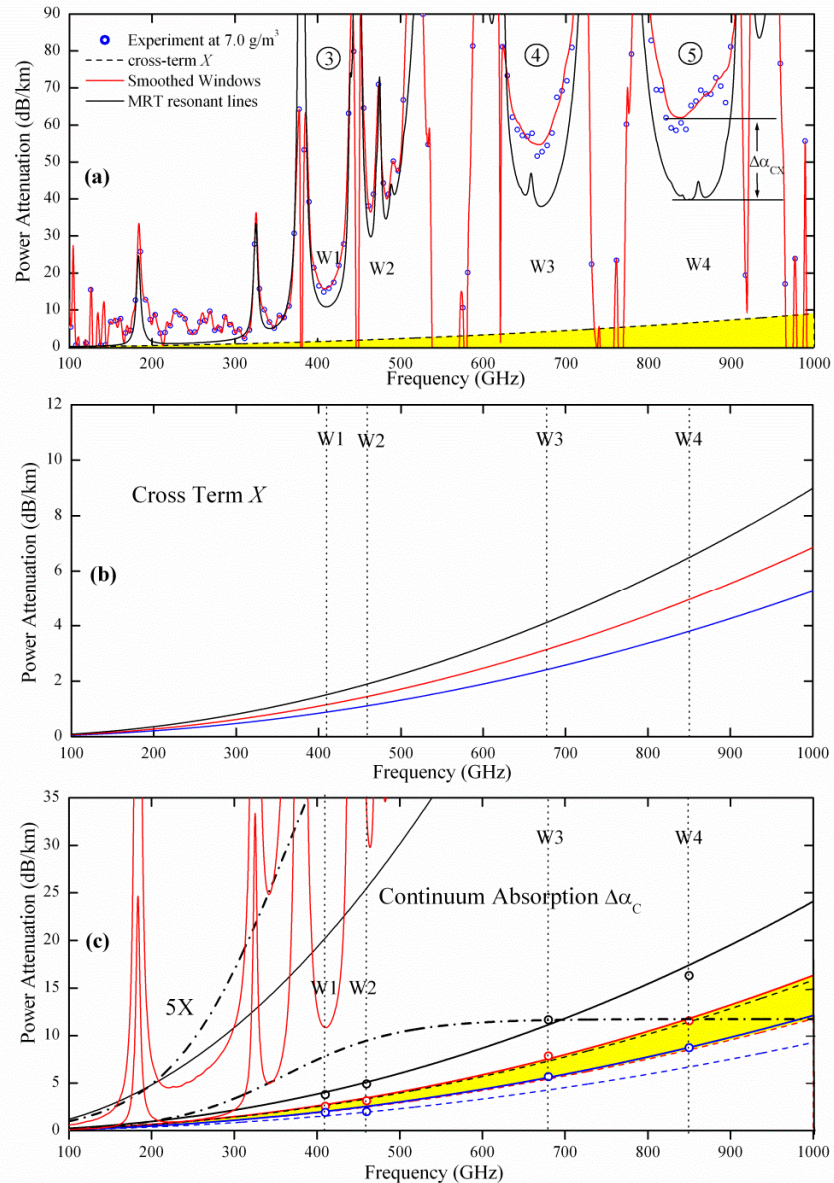 90
80
70
60
50
40
30
20
10
0
Power Attenuation (dB/km)
Experiment at 7.0 g/m³
cross-term X
Smoothed Windows
MRT resonant lines
3
4
5
(a)
Δα_CX
W1
W2
W3
W4
100 200 300 400 500 600 700 800 900 1000
Frequency (GHz)
12
10
8
6
4
2
0
Power Attenuation (dB/km)
W1
W2
W3
W4
Cross Term X
(b)
100 200 300 400 500 600 700 800 900 1000
Frequency (GHz)
35
30
25
20
15
10
5
0
Power Attenuation (dB/km)
W3
W4
Continuum Absorption Δα_C
(c)
5X
W1
W2
100 200 300 400 500 600 700 800 900 1000
Frequency (GHz)